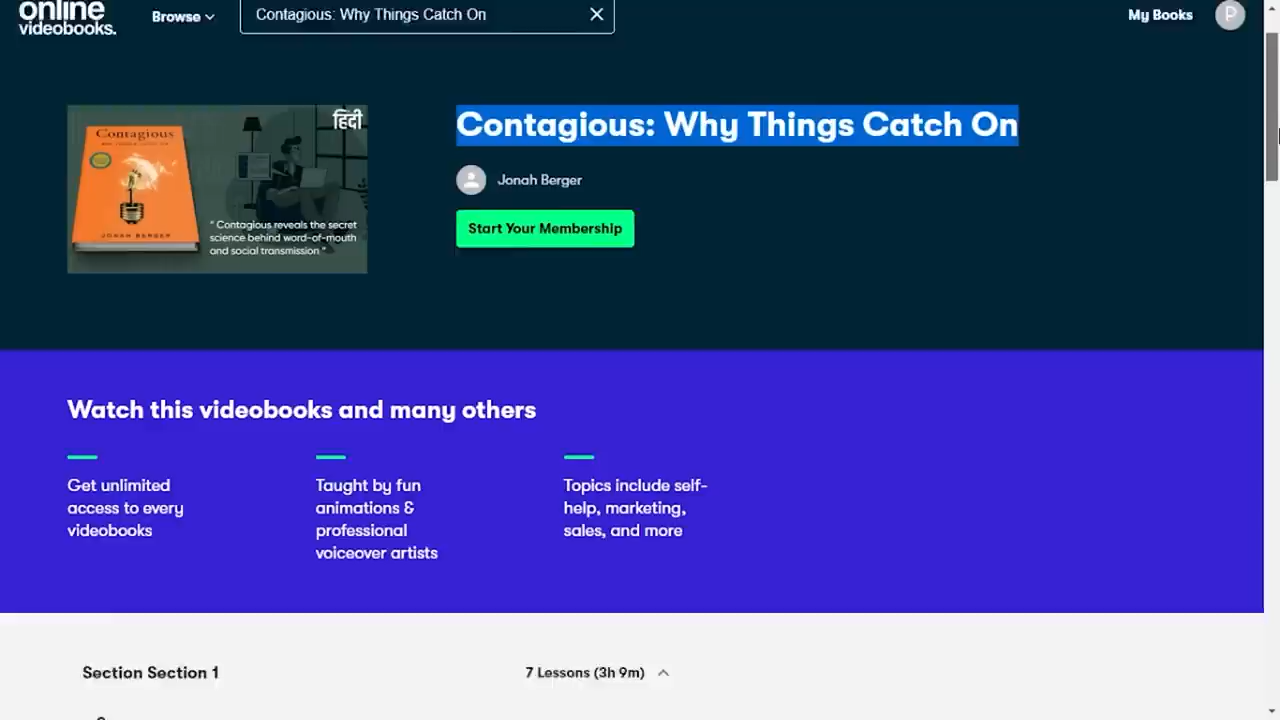 online
videobooks.
Browse
Contagious: Why Things Catch On
My Books
P
हिंदी
Contagious
JONAH BERGER
" Contagious reveals the secret
science behind word-of-mouth
and social transmission "
Contagious: Why Things Catch On
Jonah Berger
Start Your Membership
Watch this videobooks and many others
Get unlimited
access to every
videobooks
Taught by fun
animations &
professional
voiceover artists
Topics include self-
help, marketing,
sales, and more
Section Section 1
7 Lessons (3h 9m)